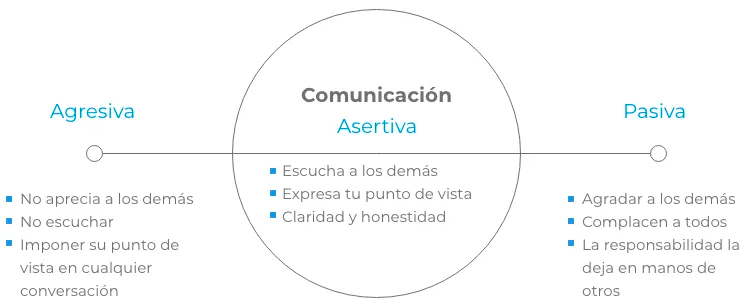 Comunicación
Asertiva
Agresiva
Pasiva
No aprecia a los demás
No escuchar
Imponer su punto de
vista en cualquier
conversación
Escucha a los demás
Expresa tu punto de vista
Claridad y honestidad
Agradar a los demás
Complacen a todos
La responsabilidad la
deja en manos de
otros